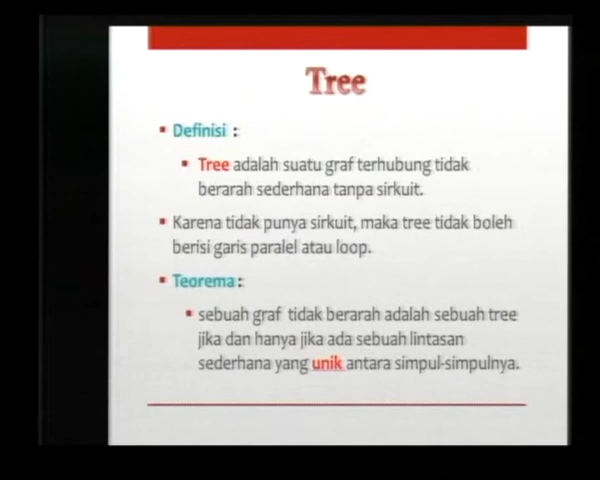 Tree
Definisi :
Tree adalah suatu graf terhubung tidak
berarah sederhana tanpa sirkuit.
Karena tidak punya sirkuit, maka tree tidak boleh
berisi garis paralel atau loop.
Teorema :
sebuah graf tidak berarah adalah sebuah tree
jika dan hanya jika ada sebuah lintasan
sederhana yang unik antara simpul-simpulnya.